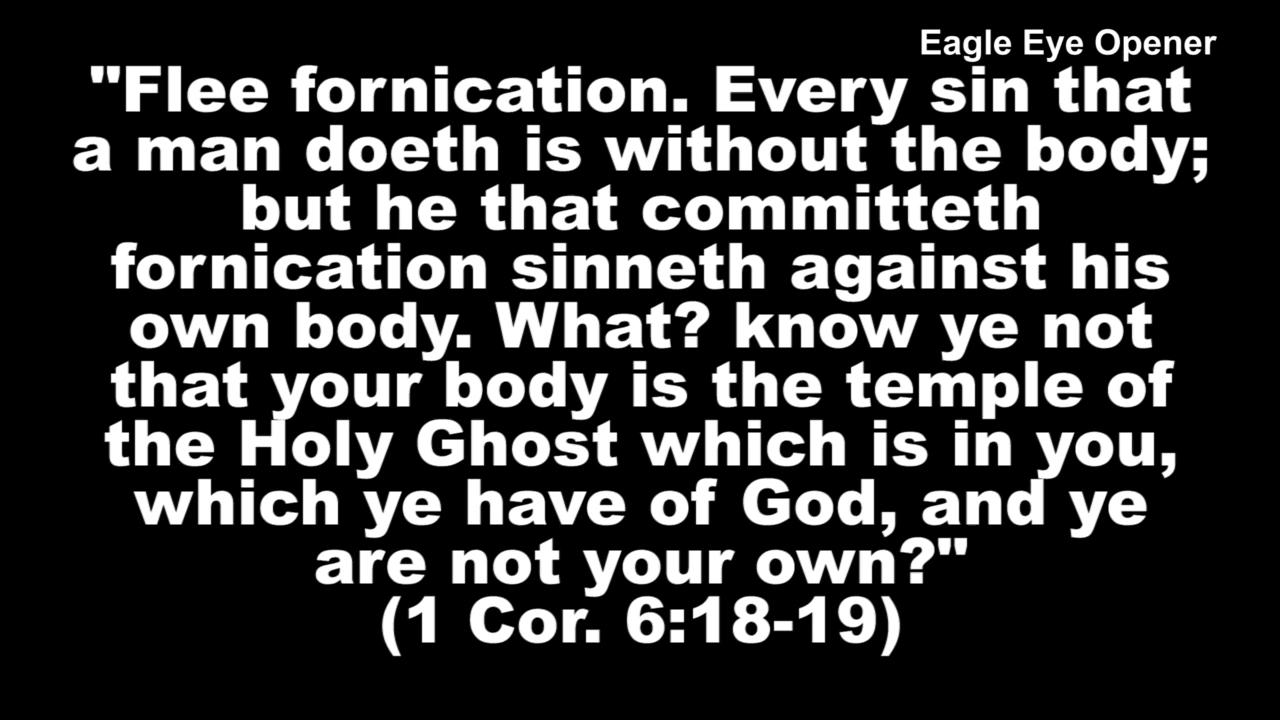 Eagle Eye Opener
"Flee fornication. Every sin that
a man doeth is without the body;
but he that committeth
fornication sinneth against his
own body. What? know ye not
that your body is the temple of
the Holy Ghost which is in you,
which ye have of God, and ye
are not your own?"
(1 Cor. 6:18-19)